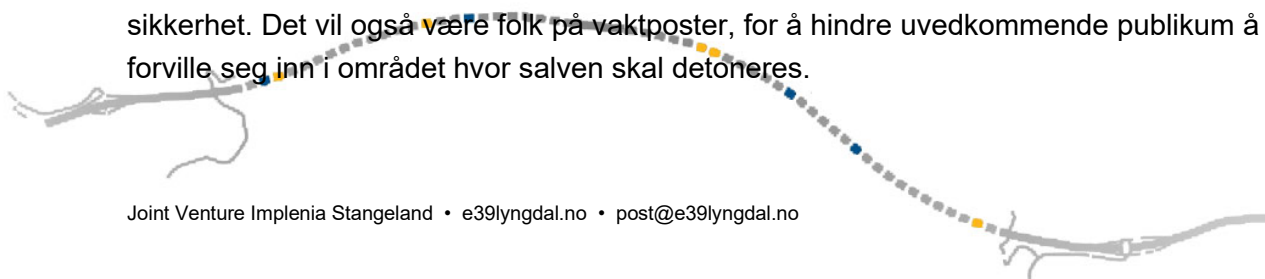 sikkerhet. Det vil også være folk på vaktposter, for å hindre uvedkommende publikum å
forville seg inn i området hvor salven skal detoneres.
Joint Venture Implenia Stangeland • e39lyngdal.no • post@e39lyngdal.no